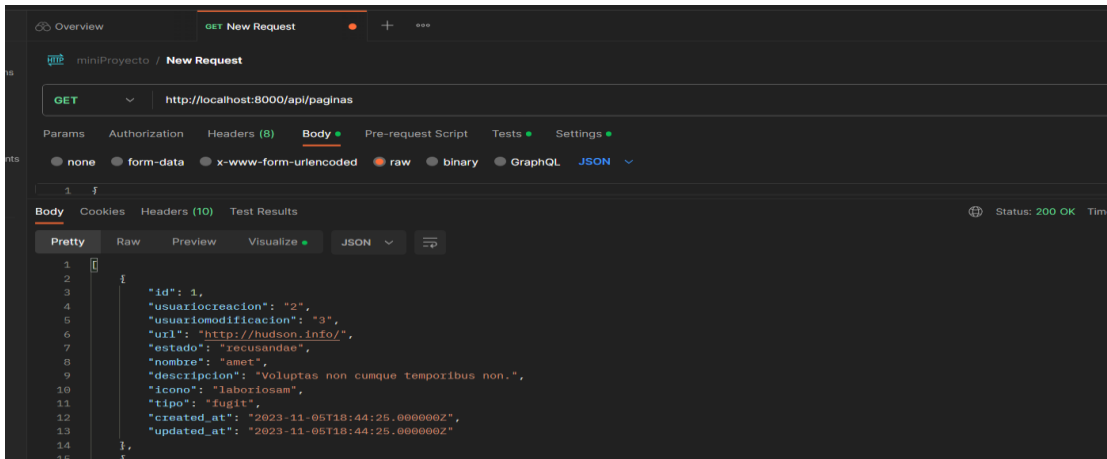 Overview GET New Request
HTTP miniProyecto / New Request
ns
GET http://localhost:8000/api/paginas
Params Authorization Headers (8) Body Pre-request Script Tests Settings
nts none form-data x-www-form-urlencoded raw binary GraphQL JSON
1 {
Body Cookies Headers (10) Test Results Status: 200 OK Tim
Pretty Raw Preview Visualize JSON
1 [
2 {
3 "id": 1,
4 "usuariocreacion": "2",
5 "usuariomodificacion": "3",
6 "url": "http://hudson.info/",
7 "estado": "recusandae",
8 "nombre": "amet",
9 "descripcion": "Voluptas non cumque temporibus non.",
10 "icono": "laboriosam",
11 "tipo": "fugit",
12 "created_at": "2023-11-05T18:44:25.000000Z",
13 "updated_at": "2023-11-05T18:44:25.000000Z"
14 },
15 {